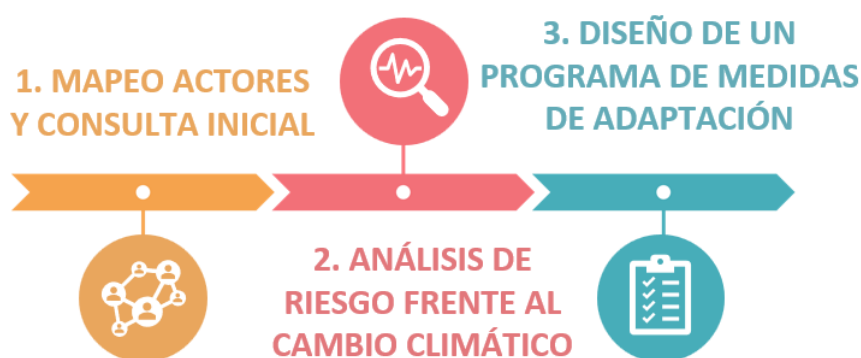 1. MAPEO ACTORES
Y CONSULTA INICIAL
2. ANÁLISIS DE
RIESGO FRENTE AL
CAMBIO CLIMÁTICO
3. DISEÑO DE UN
PROGRAMA DE MEDIDAS
DE ADAPTACIÓN